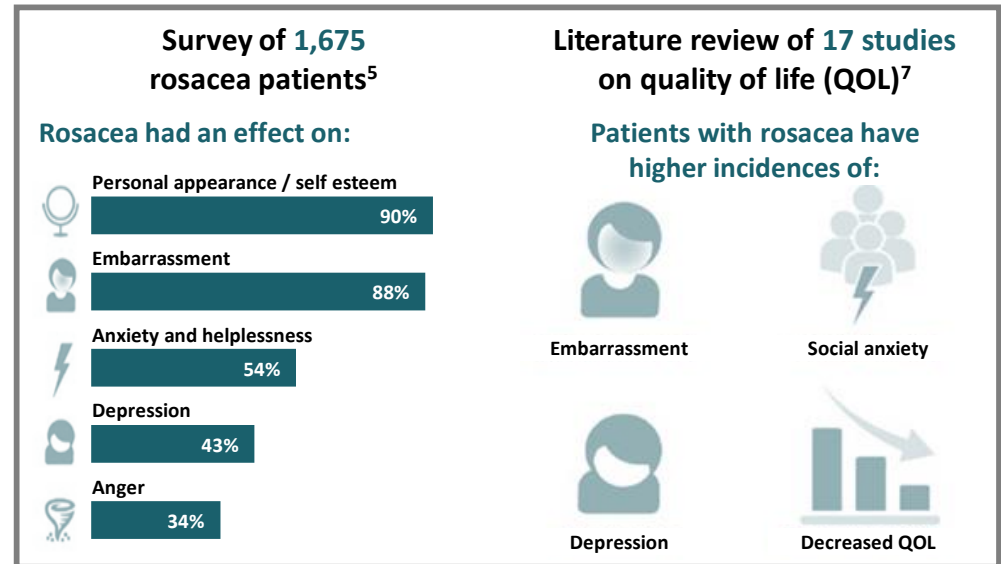 Survey of 1,675
rosacea patients⁵
Rosacea had an effect on:
Personal appearance / self esteem
90%
Embarrassment
88%
Anxiety and helplessness
54%
Depression
43%
Anger
34%
Literature review of 17 studies
on quality of life (QOL)⁷
Patients with rosacea have
higher incidences of:
Embarrassment
Social anxiety
Depression
Decreased QOL